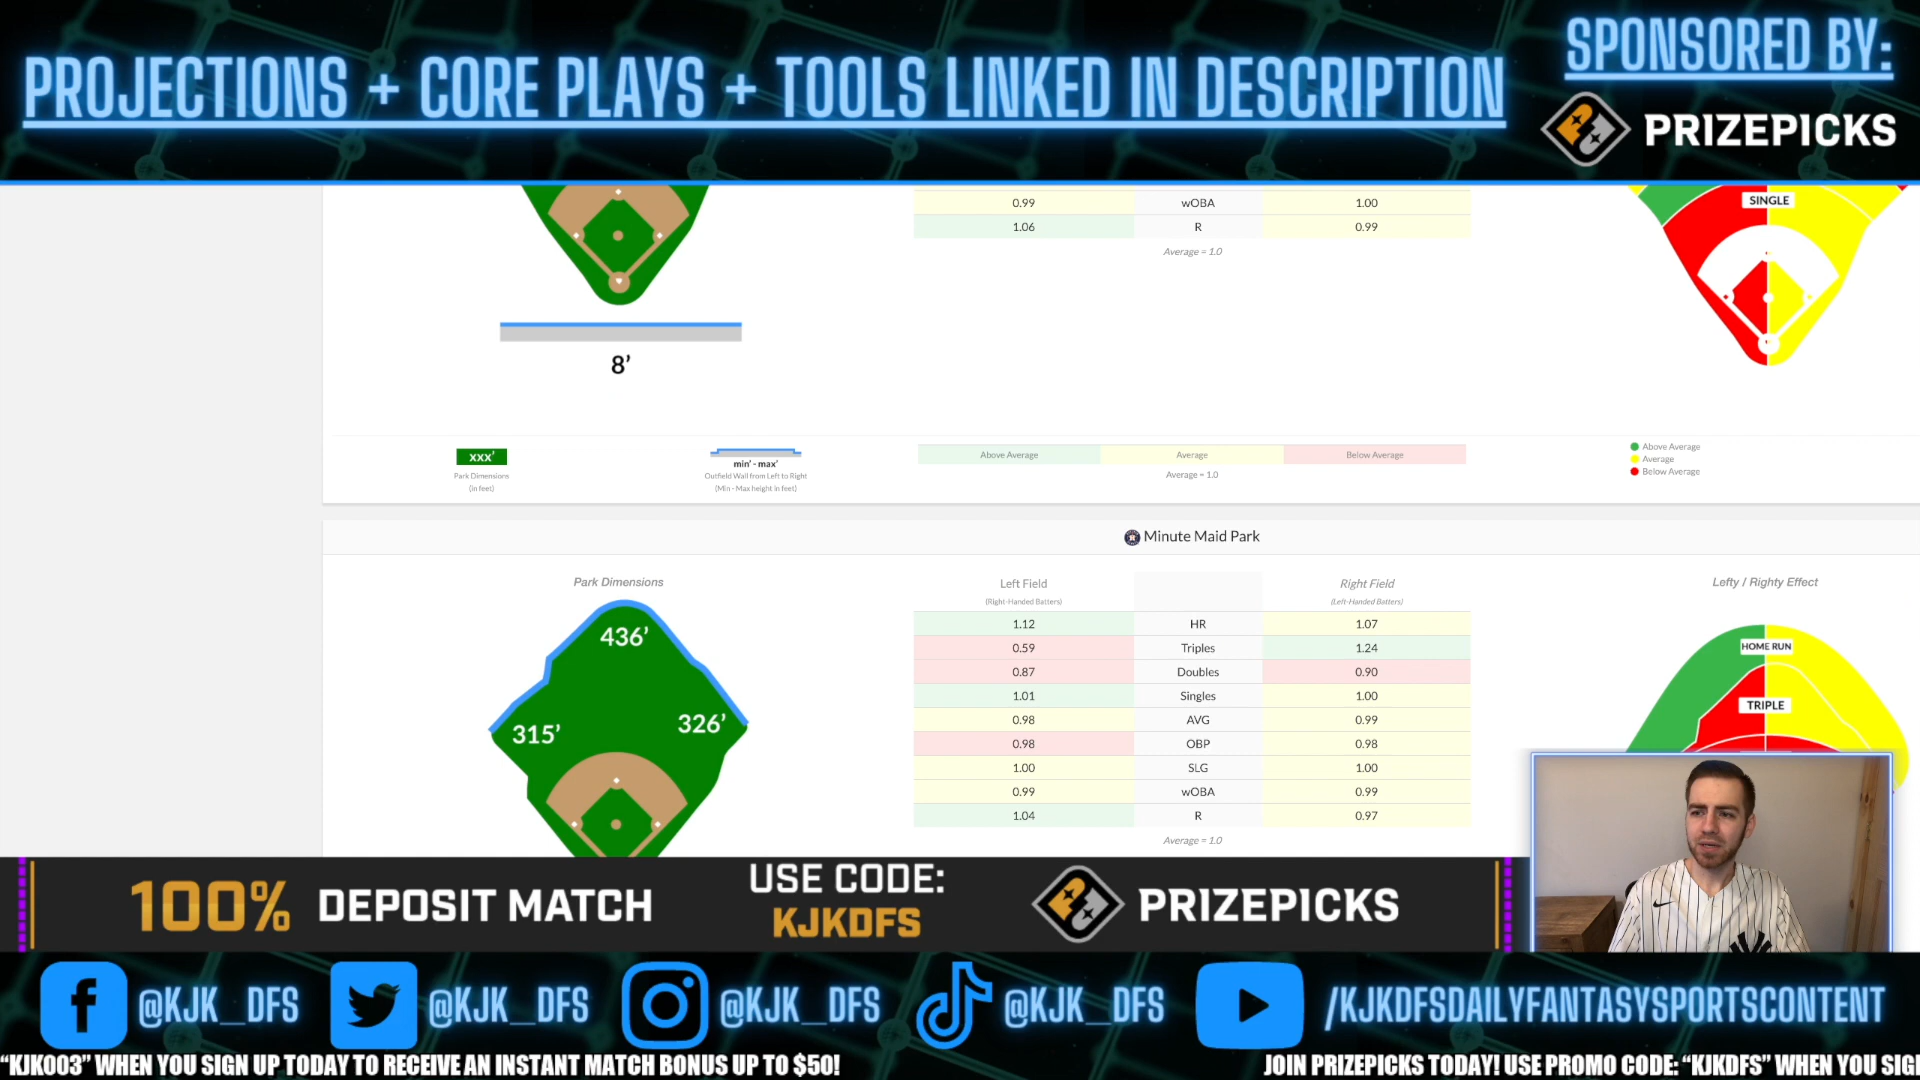 PROJECTIONS + CORE PLAYS + TOOLS LINKED IN DESCRIPTION
SPONSORED BY:
PRIZEPICKS
0.99 wOBA 1.00
1.06 R 0.99
Average = 1.0
SINGLE
8’
xxx’
Park Dimensions
(in feet)
min’ - max’
Outfield Wall from Left to Right
(Min - Max height in feet)
Above Average Average Below Average
Average = 1.0
Above Average
Average
Below Average
Minute Maid Park
Park Dimensions
436’
315’
326’
Left Field Right Field
(Right-Handed Batters) (Left-Handed Batters)
1.12 HR 1.07
0.59 Triples 1.24
0.87 Doubles 0.90
1.01 Singles 1.00
0.98 AVG 0.99
0.98 OBP 0.98
1.00 SLG 1.00
0.99 wOBA 0.99
1.04 R 0.97
Average = 1.0
Lefty / Righty Effect
HOME RUN
TRIPLE
100% DEPOSIT MATCH
USE CODE:
KJKDFS
PRIZEPICKS
@KJK_DFS @KJK_DFS @KJK_DFS @KJK_DFS /KJKDFSDAILYFANTASYSPORTSCONTENT
“KJK003” WHEN YOU SIGN UP TODAY TO RECEIVE AN INSTANT MATCH BONUS UP TO $50! JOIN PRIZEPICKS TODAY! USE PROMO CODE: “KJKDFS” WHEN YOU SIG